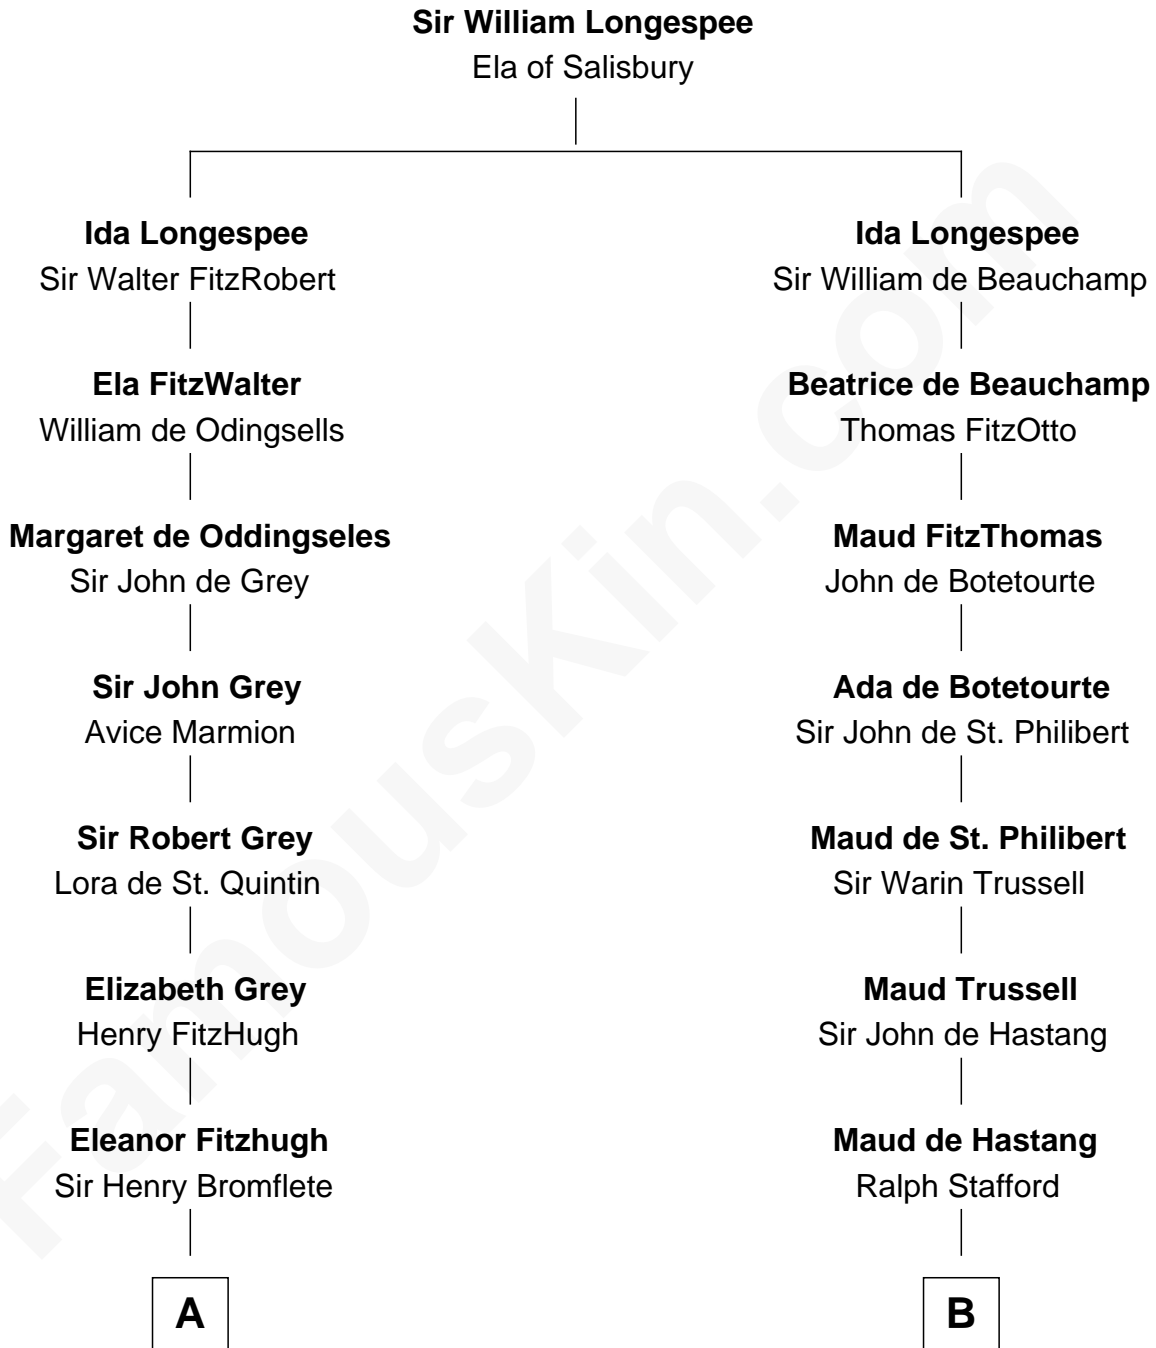 Sir William Longespee
Ela of Salisbury
Ida Longespee
Sir Walter FitzRobert
Ela FitzWalter
William de Odingsells
Margaret de Oddingseles
Sir John de Grey
Sir John Grey
Avice Marmion
Sir Robert Grey
Lora de St. Quintin
Elizabeth Grey
Henry FitzHugh
Eleanor Fitzhugh
Sir Henry Bromflete
A
Ida Longespee
Sir William de Beauchamp
Beatrice de Beauchamp
Thomas FitzOtto
Maud FitzThomas
John de Botetourte
Ada de Botetourte
Sir John de St. Philibert
Maud de St. Philibert
Sir Warin Trussell
Maud Trussell
Sir John de Hastang
Maud de Hastang
Ralph Stafford
B
FamousKin.com